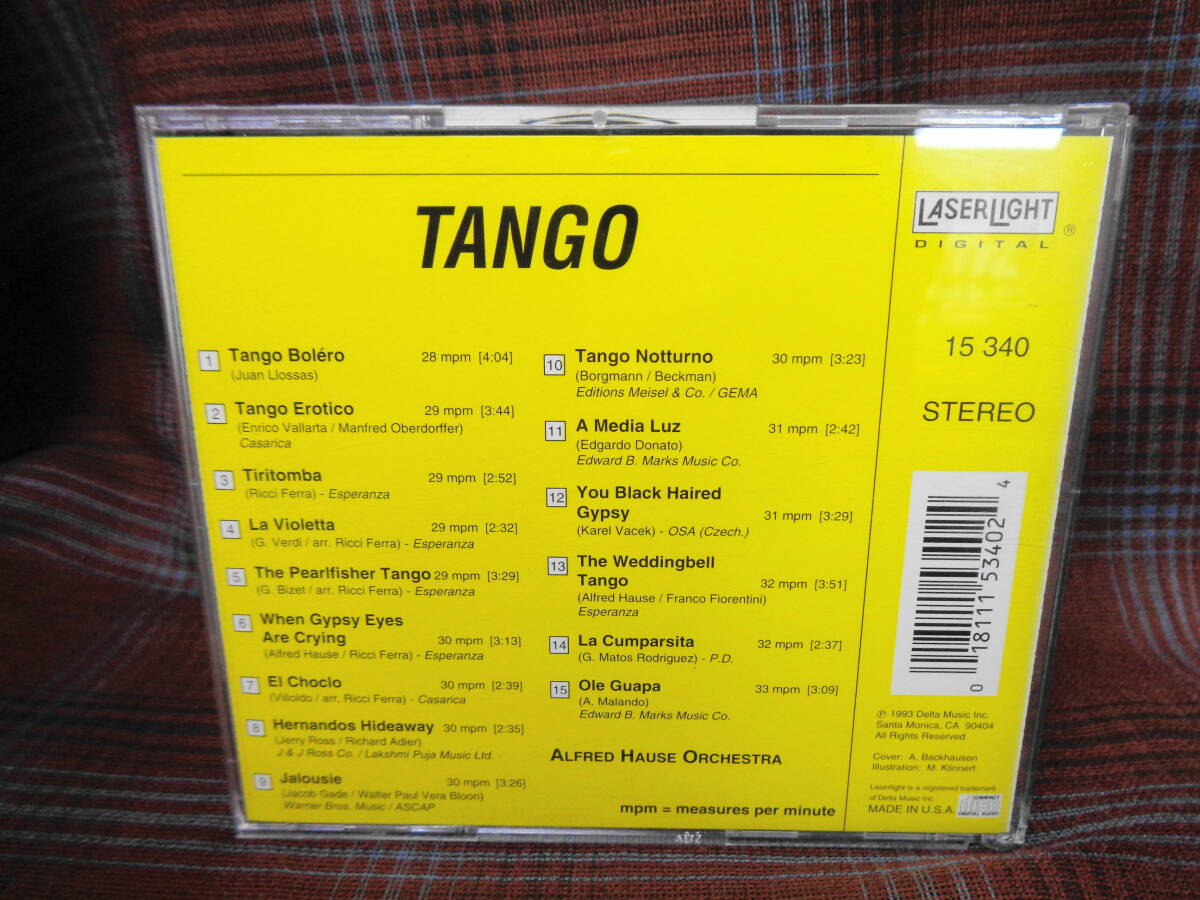 TANGO
1 Tango Boléro 28 mpm [4:04]
(Juan Llossas)
2 Tango Erotico 29 mpm [3:44]
(Enrico Vallarta / Manfred Oberdorffer)
Casarica
3 Tiritomba 29 mpm [2:52]
(Ricci Ferra) - Esperanza
4 La Violetta 29 mpm [2:32]
(G. Verdi / arr. Ricci Ferra) - Esperanza
5 The Pearlfisher Tango 29 mpm [3:29]
(G. Bizet / arr. Ricci Ferra) - Esperanza
6 When Gypsy Eyes
Are Crying 30 mpm [3:13]
(Alfred Hause / Ricci Ferra) - Esperanza
7 El Choclo 30 mpm [2:39]
(Villoldo / arr. Ricci Ferra) - Casarica
8 Hernandos Hideaway 30 mpm [2:35]
(Jerry Ross / Richard Adler)
J & J Ross Co. / Lakshmi Puja Music Ltd.
9 Jalousie 30 mpm [3:26]
(Jacob Gade / Walter Paul Vera Bloon)
Warner Bros. Music / ASCAP
10 Tango Notturno 30 mpm [3:23]
(Borgmann / Beckman)
Editions Meisel & Co. / GEMA
11 A Media Luz 31 mpm [2:42]
(Edgardo Donato)
Edward B. Marks Music Co.
12 You Black Haired
Gypsy 31 mpm [3:29]
(Karel Vacek) - OSA (Czech.)
13 The Weddingbell
Tango 32 mpm [3:51]
(Alfred Hause / Franco Fiorentini)
Esperanza
14 La Cumparsita 32 mpm [2:37]
(G. Matos Rodriguez) - P.D.
15 Ole Guapa 33 mpm [3:09]
(A. Malando)
Edward B. Marks Music Co.
ALFRED HAUSE ORCHESTRA
mpm = measures per minute
LASERLIGHT
DIGITAL ®
15 340
STEREO
0 18111 53402 4
℗ 1993 Delta Music Inc.
Santa Monica, CA 90404
All Rights Reserved
Cover: A. Backhausen
Illustration: M. Klinnert
Laserlight is a registered trademark
of Delta Music Inc.
MADE IN U.S.A.
COMPACT
disc
DIGITAL AUDIO